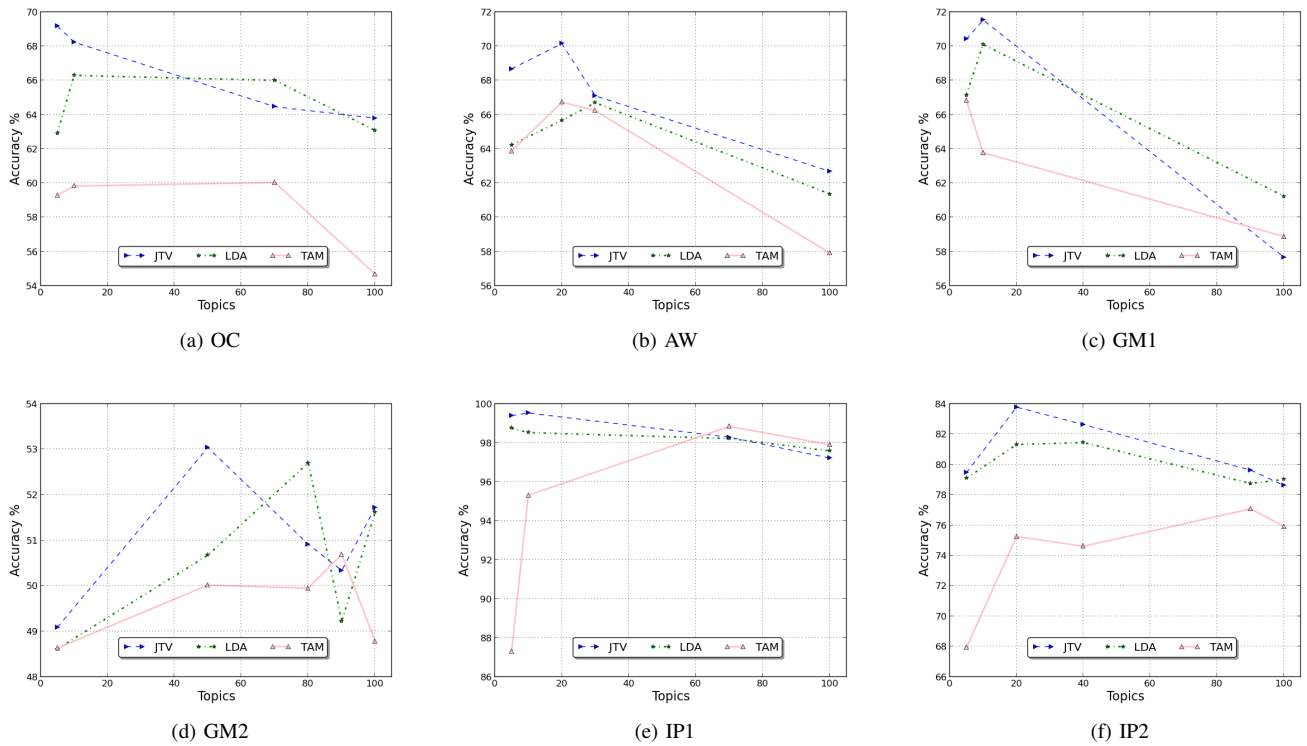 70
68
66
64
62
60
58
56
54
Accuracy %
0 20 40 60 80 100
Topics
JTV LDA TAM
(a) OC
72
70
68
66
64
62
60
58
56
Accuracy %
0 20 40 60 80 100
Topics
JTV LDA TAM
(b) AW
72
70
68
66
64
62
60
58
56
Accuracy %
0 20 40 60 80 100
Topics
JTV LDA TAM
(c) GM1
54
53
52
51
50
49
48
Accuracy %
0 20 40 60 80 100
Topics
JTV LDA TAM
(d) GM2
100
98
96
94
92
90
88
86
Accuracy %
0 20 40 60 80 100
Topics
JTV LDA TAM
(e) IP1
84
82
80
78
76
74
72
70
68
66
Accuracy %
0 20 40 60 80 100
Topics
JTV LDA TAM
(f) IP2